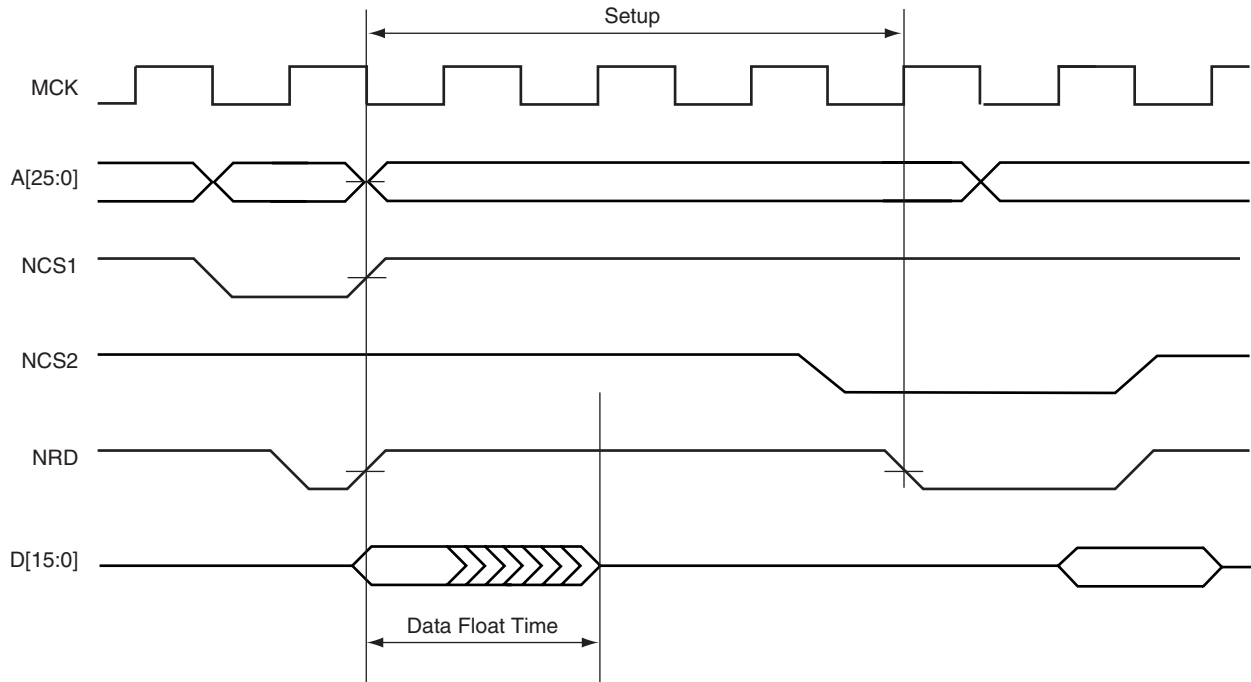 Setup
MCK
A[25:0]
NCS1
NCS2
NRD
D[15:0]
Data Float Time